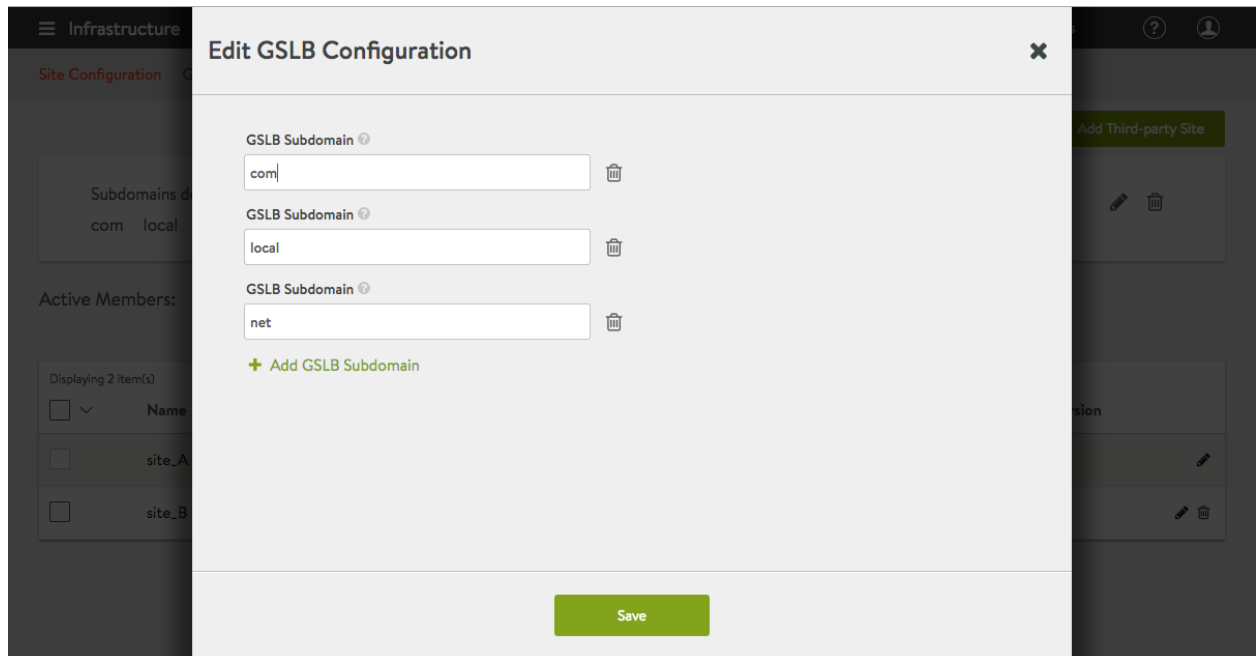 Infrastructure
Edit GSLB Configuration
Site Configuration
Add Third-party Site
GSLB Subdomain
com
Subdomains
com local
GSLB Subdomain
local
Active Members:
GSLB Subdomain
net
+ Add GSLB Subdomain
Displaying 2 item(s)
Name
site_A
site_B
Save